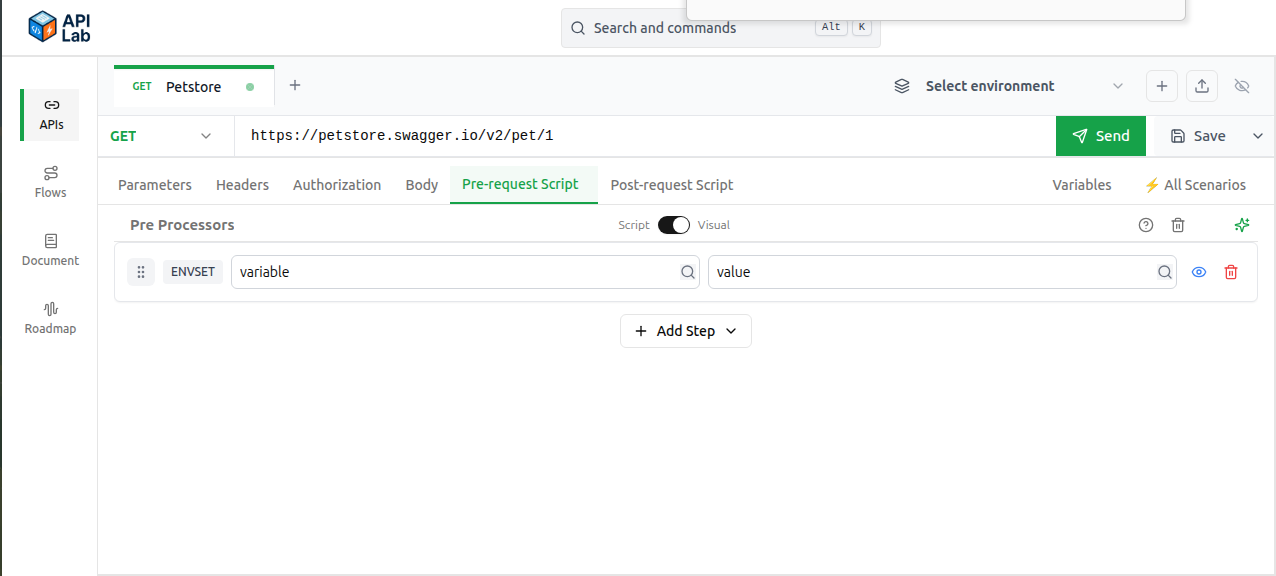 API
Lab
Search and commands Alt K
GET Petstore
Select environment
APIs
GET https://petstore.swagger.io/v2/pet/1 Send Save
Flows
Parameters Headers Authorization Body Pre-request Script Post-request Script Variables ⚡ All Scenarios
Pre Processors Script Visual
Document
ENVSET variable value
Roadmap
+ Add Step